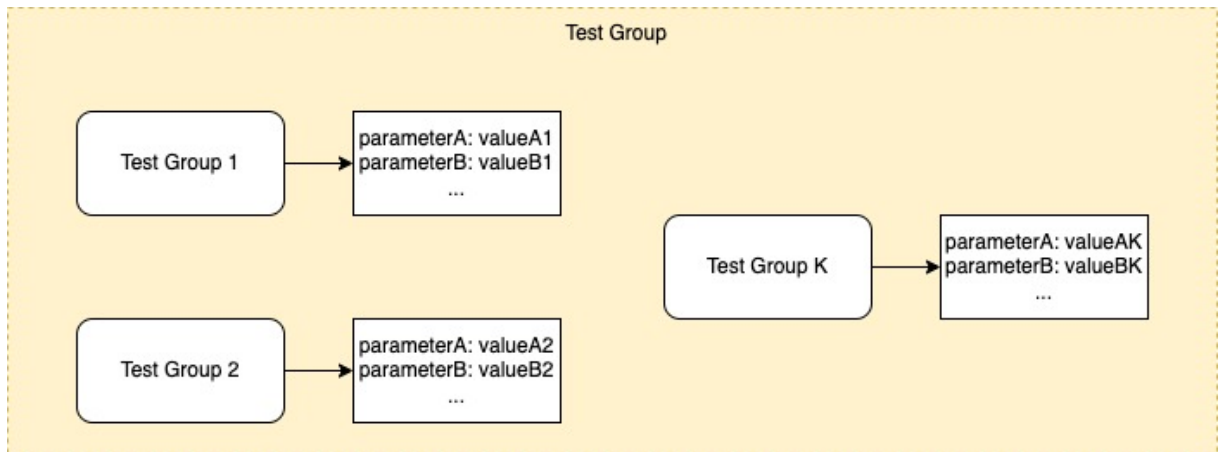 Test Group
Test Group 1
parameterA: valueA1
parameterB: valueB1
...
Test Group K
parameterA: valueAK
parameterB: valueBK
...
Test Group 2
parameterA: valueA2
parameterB: valueB2
...